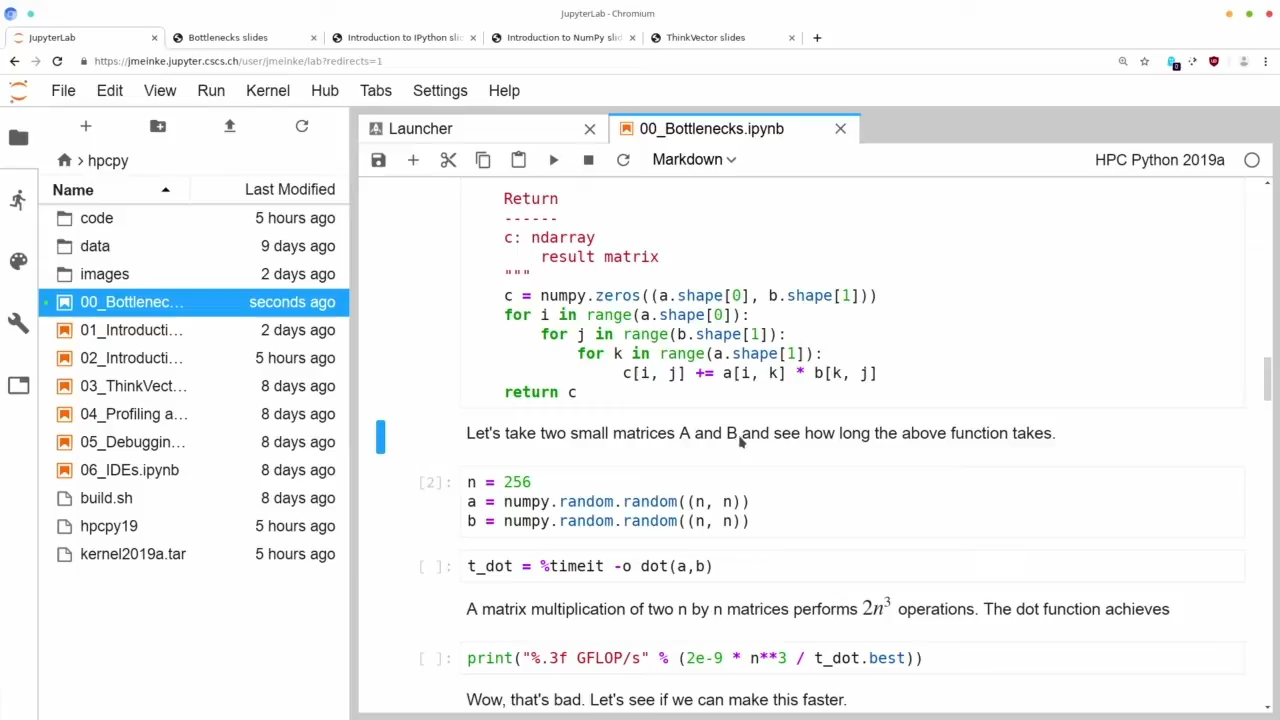 JupyterLab - Chromium
JupyterLab
Bottlenecks slides
Introduction to IPython slid
Introduction to NumPy slid
ThinkVector slides
https://jmeinke.jupyter.cscs.ch/user/jmeinke/lab?redirects=1
File Edit View Run Kernel Hub Tabs Settings Help
Launcher
00_Bottlenecks.ipynb
Markdown
HPC Python 2019a
hpcpy
Name Last Modified
code 5 hours ago
data 9 days ago
images 2 days ago
00_Bottlenec… seconds ago
01_Introducti… 2 days ago
02_Introducti… 5 hours ago
03_ThinkVect… 8 days ago
04_Profiling a… 8 days ago
05_Debuggin… 8 days ago
06_IDEs.ipynb 8 days ago
build.sh 8 days ago
hpcpy19 5 hours ago
kernel2019a.tar 5 hours ago
Return
------
c: ndarray
result matrix
"""
c = numpy.zeros((a.shape[0], b.shape[1]))
for i in range(a.shape[0]):
for j in range(b.shape[1]):
for k in range(a.shape[1]):
c[i, j] += a[i, k] * b[k, j]
return c
Let's take two small matrices A and B and see how long the above function takes.
[2]: n = 256
a = numpy.random.random((n, n))
b = numpy.random.random((n, n))
[ ]: t_dot = %timeit -o dot(a,b)
A matrix multiplication of two n by n matrices performs 2n³ operations. The dot function achieves
[ ]: print("%.3f GFLOP/s" % (2e-9 * n**3 / t_dot.best))
Wow, that's bad. Let's see if we can make this faster.